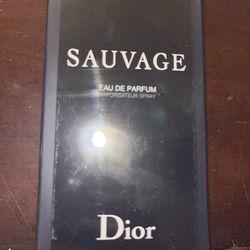 SAUVAGE
EAU DE PARFUM
VAPORISATEUR SPRAY
Dior